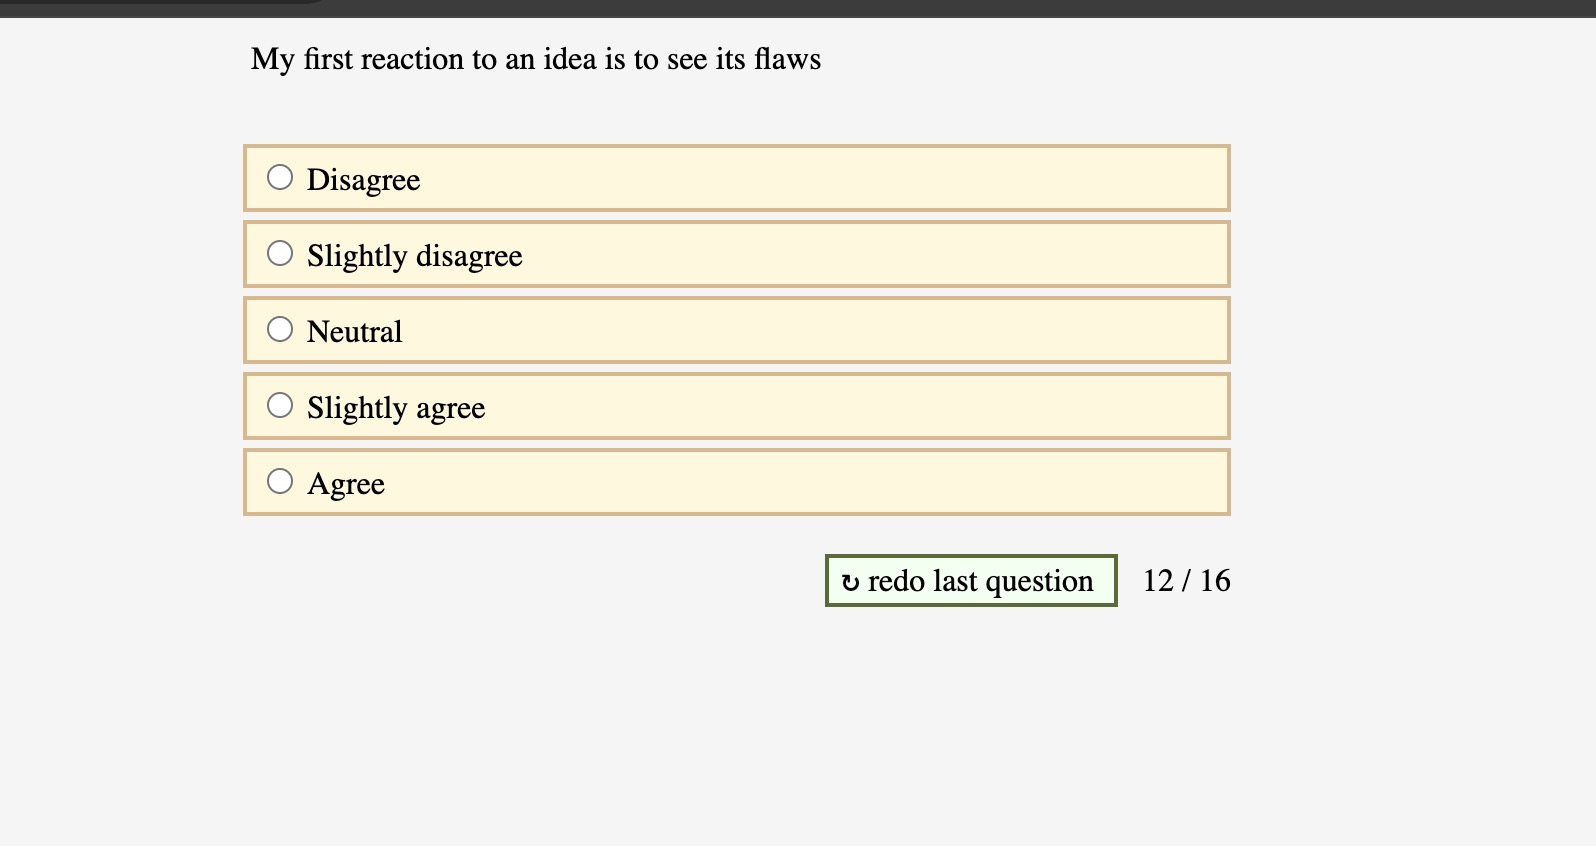 My first reaction to an idea is to see its flaws
Disagree
Slightly disagree
Neutral
Slightly agree
Agree
↻ redo last question 12 / 16